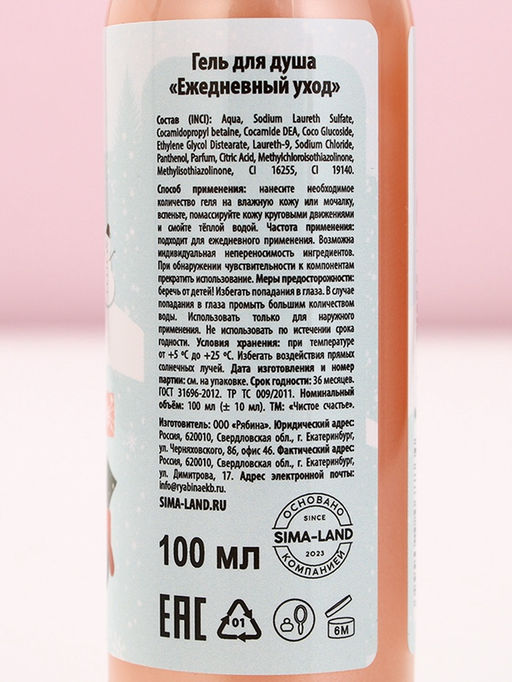 Гель для душа
«Ежедневный уход»
Состав (INCI): Aqua, Sodium Laureth Sulfate,
Cocamidopropyl betaine, Cocamide DEA, Coco Glucoside,
Ethylene Glycol Distearate, Laureth-9, Sodium Chloride,
Panthenol, Parfum, Citric Acid, Methylchloroisothiazolinone,
Methylisothiazolinone, CI 16255, CI 19140.
Способ применения: нанесите необходимое
количество геля на влажную кожу или мочалку,
вспеньте, помассируйте кожу круговыми движениями
и смойте тёплой водой. Частота применения:
подходит для ежедневного применения. Возможна
индивидуальная непереносимость ингредиентов.
При обнаружении чувствительности к компонентам
прекратить использование. Меры предосторожности:
беречь от детей! Избегать попадания в глаза. В случае
попадания в глаза промыть большим количеством
воды. Использовать только для наружного
применения. Не использовать по истечении срока
годности. Условия хранения: при температуре
от +5 ºС до +25 ºС. Избегать воздействия прямых
солнечных лучей. Дата изготовления и номер
партии: см. на упаковке. Срок годности: 36 месяцев.
ГОСТ 31696-2012. ТР ТС 009/2011. Номинальный
объём: 100 мл (± 10 мл). ТМ: «Чистое счастье».
Изготовитель: ООО «Рябина». Юридический адрес:
Россия, 620010, Свердловская обл., г. Екатеринбург,
ул. Черняховского, 86, офис 46. Фактический адрес:
Россия, 620010, Свердловская обл., г. Екатеринбург,
ул. Димитрова, 17. Адрес электронной почты:
info@ryabinaekb.ru
SIMA-LAND.RU
100 мл
ОСНОВАНО
SINCE
SIMA-LAND
2023
КОМПАНИЕЙ
EAC
01
6M